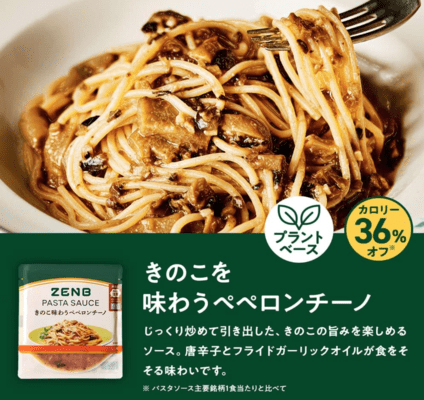 プラント
ベース
カロリー
36%
オフ※
ZENB
PASTA SAUCE
きのこ味わうペペロンチーノ
きのこを
味わうペペロンチーノ
じっくり炒めて引き出した、きのこの旨みを楽しめる
ソース。唐辛子とフライドガーリックオイルが食をそ
そる味わいです。
※ パスタソース主要銘柄1食当たりと比べて